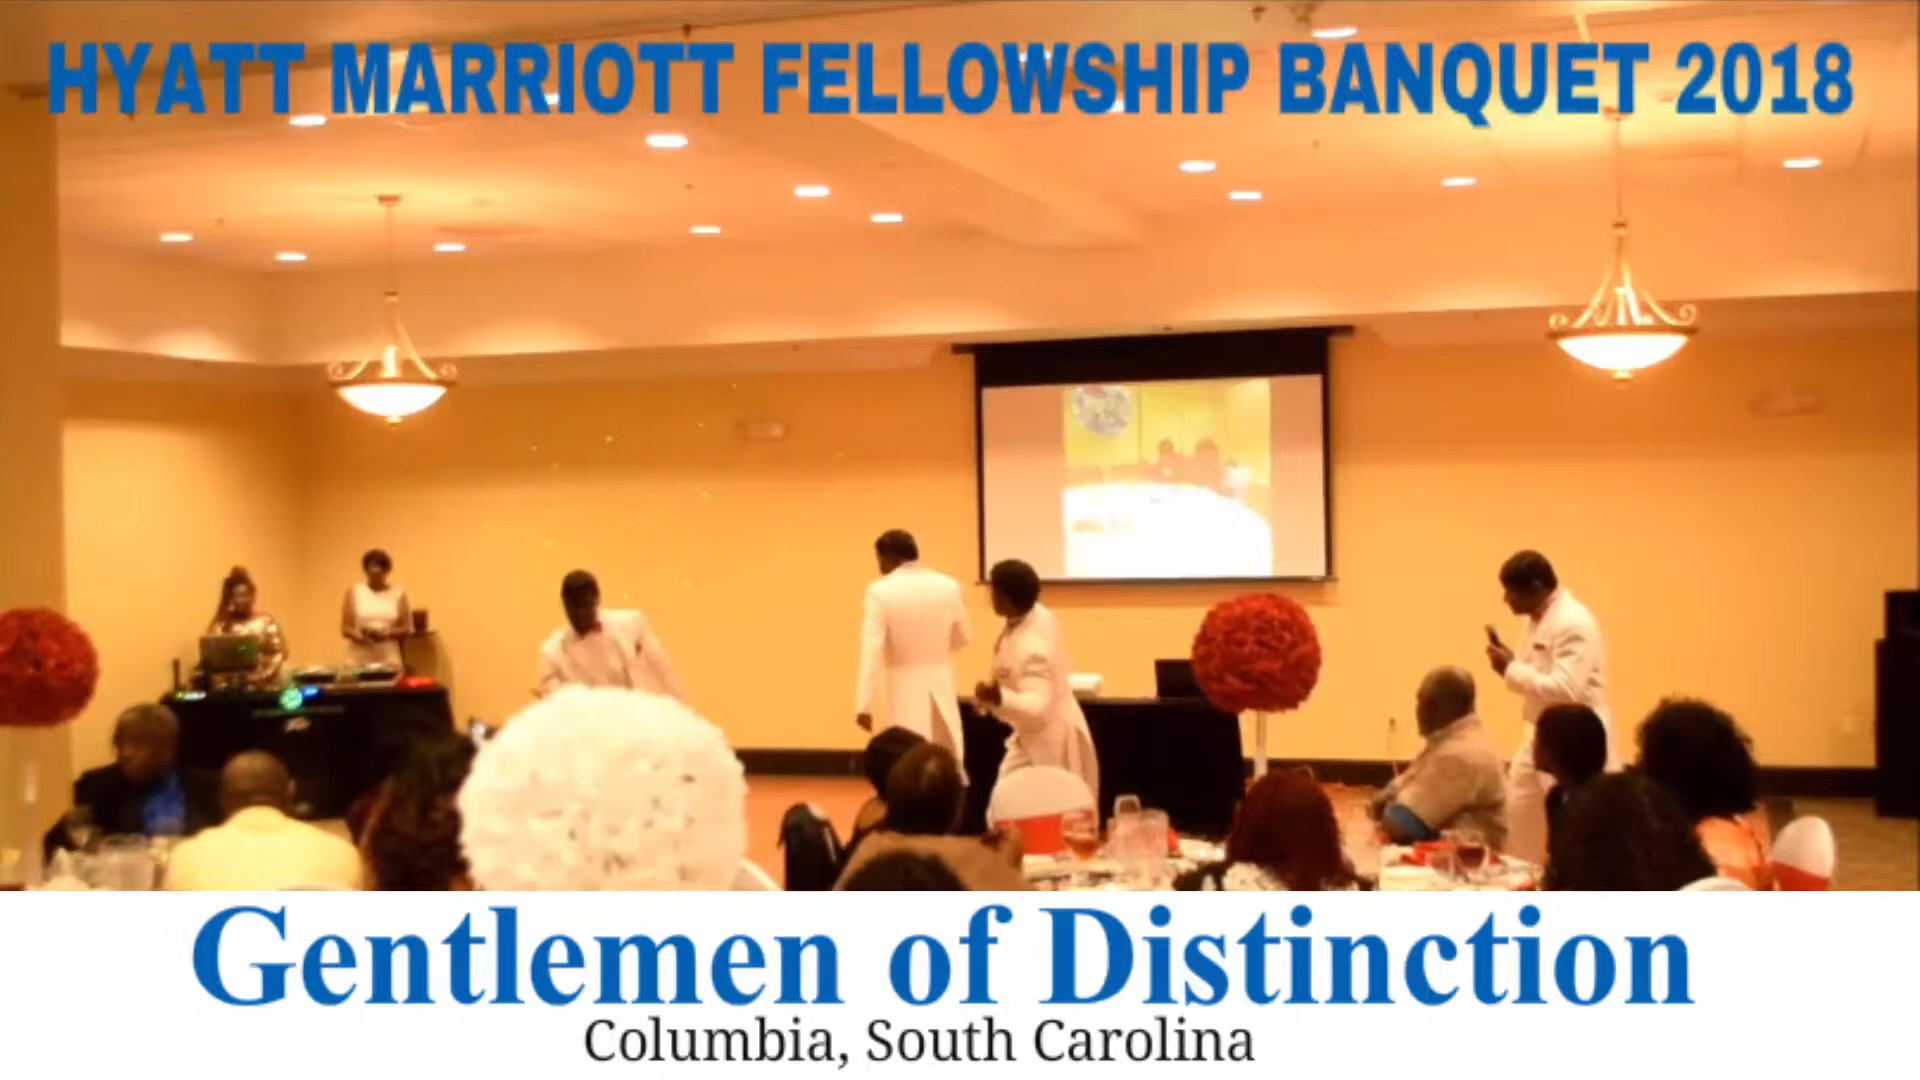 HYATT MARRIOTT FELLOWSHIP BANQUET 2018
Gentlemen of Distinction
Columbia, South Carolina